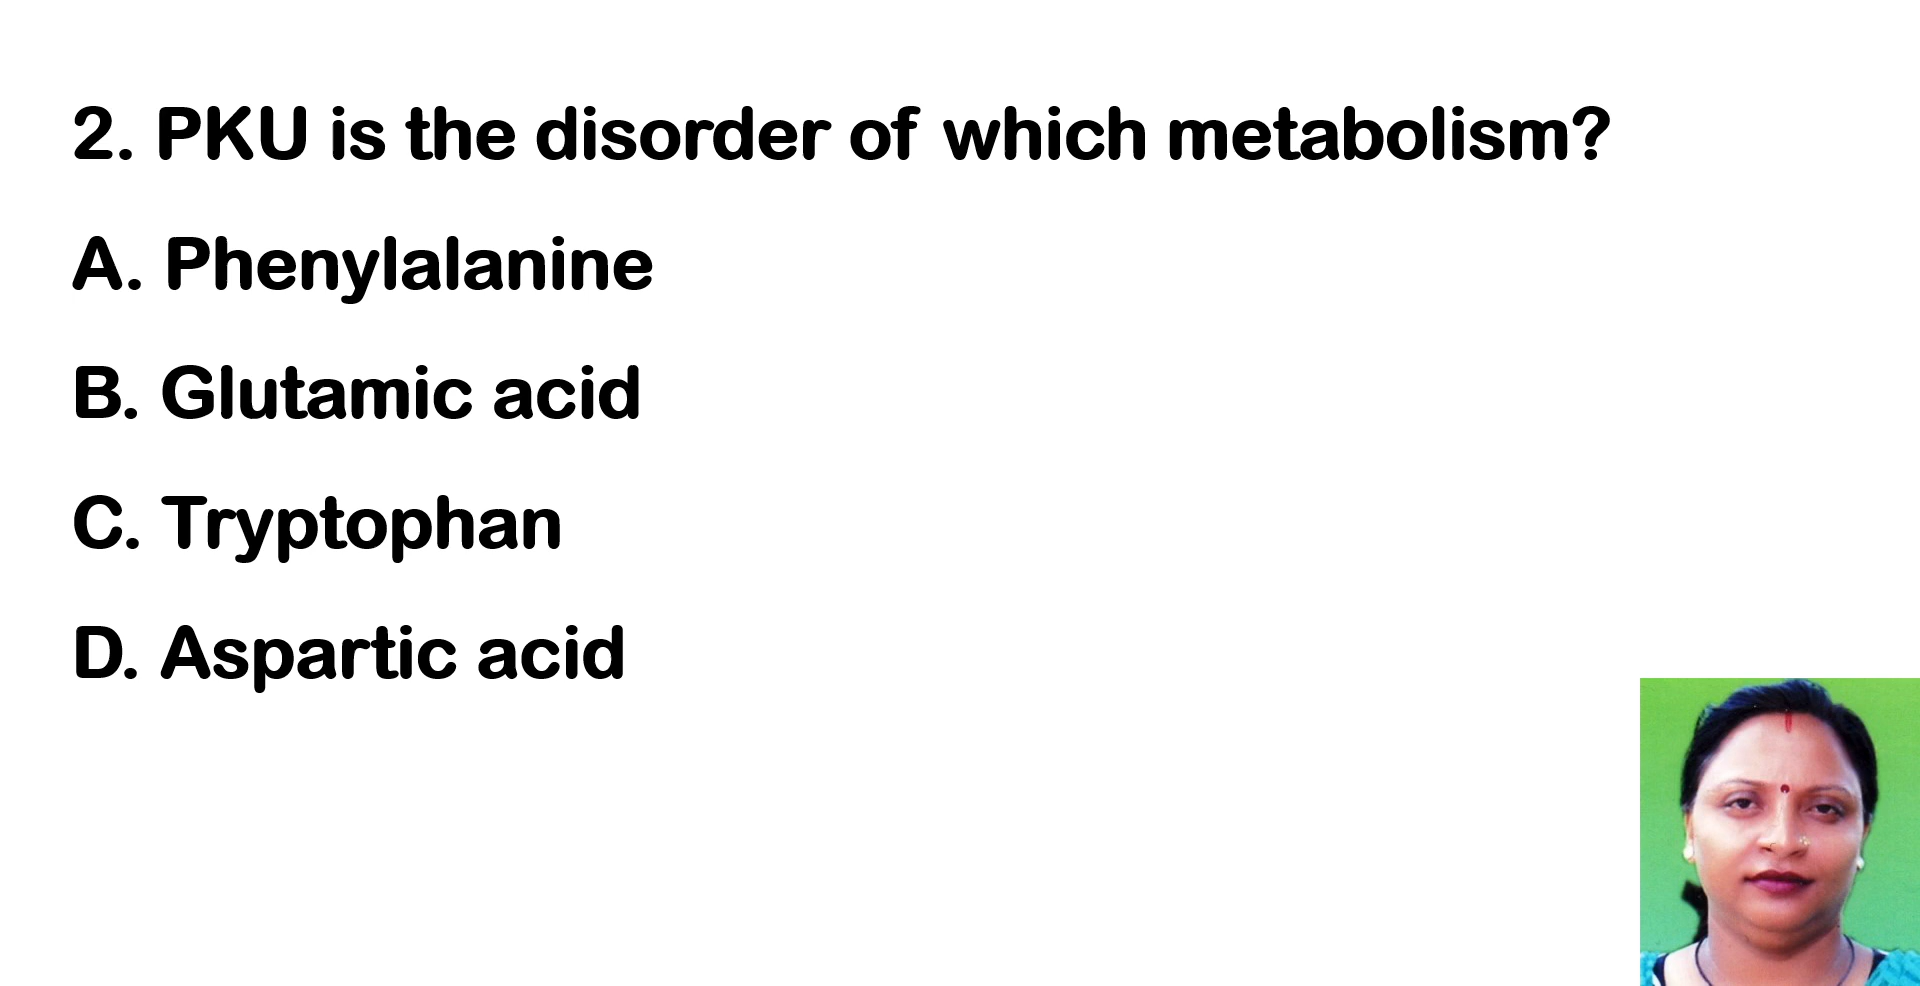 2. PKU is the disorder of which metabolism?
A. Phenylalanine
B. Glutamic acid
C. Tryptophan
D. Aspartic acid